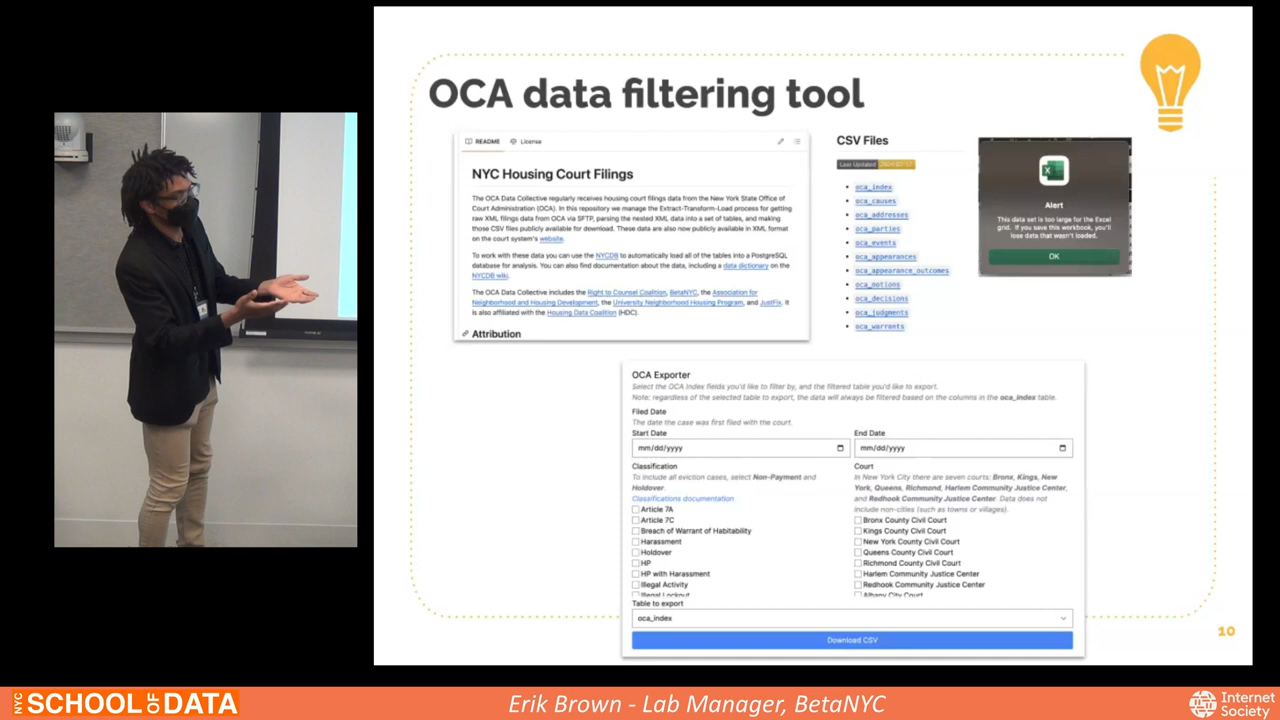 OCA data filtering tool
README
License
NYC Housing Court Filings
The OCA Data Collective regularly receives housing court filings data from the New York State Office of
Court Administration (OCA). In this repository we manage the Extract-Transform-Load process for getting
raw XML filings data from OCA via SFTP, parsing the nested XML data into a set of tables, and making
those CSV files publicly available for download. These data are also now publicly available in XML format
on the court system's website.
To work with these data you can use the NYCDB to automatically load all of the tables into a PostgreSQL
database for analysis. You can also find documentation about the data, including a data dictionary on the
NYCDB wiki.
The OCA Data Collective includes the Right to Counsel Coalition, BetaNYC, the Association for
Neighborhood and Housing Development, the University Neighborhood Housing Program, and JustFix. It
is also affiliated with the Housing Data Coalition (HDC).
Attribution
CSV Files
Last Updated
oca_index
oca_causes
oca_addresses
oca_parties
oca_events
oca_appearances
oca_appearance_outcomes
oca_motions
oca_decisions
oca_judgments
oca_warrants
Alert
This data set is too large for the Excel
grid. If you save this workbook, you'll
lose data that wasn't loaded.
OK
OCA Exporter
Select the OCA Index fields you'd like to filter by, and the filtered table you'd like to export.
Note: regardless of the selected table to export, the data will always be filtered based on the columns in the oca_index table.
Filed Date
The date the case was first filed with the court.
Start Date
End Date
mm/dd/yyyy
mm/dd/yyyy
Classification
To include all eviction cases, select Non-Payment and
Holdover.
Classifications documentation
Article 7A
Article 7C
Breach of Warrant of Habitability
Harassment
Holdover
HP
HP with Harassment
Illegal Activity
Illegal Lockout
Court
In New York City there are seven courts: Bronx, Kings, New
York, Queens, Richmond, Harlem Community Justice Center,
and Redhook Community Justice Center. Data does not
include non-cities (such as towns or villages).
Bronx County Civil Court
Kings County Civil Court
New York County Civil Court
Queens County Civil Court
Richmond County Civil Court
Harlem Community Justice Center
Redhook Community Justice Center
Albany City Court
Table to export
oca_index
Download CSV
10
NYC SCHOOL OF DATA
Erik Brown - Lab Manager, BetaNYC
Internet
Society